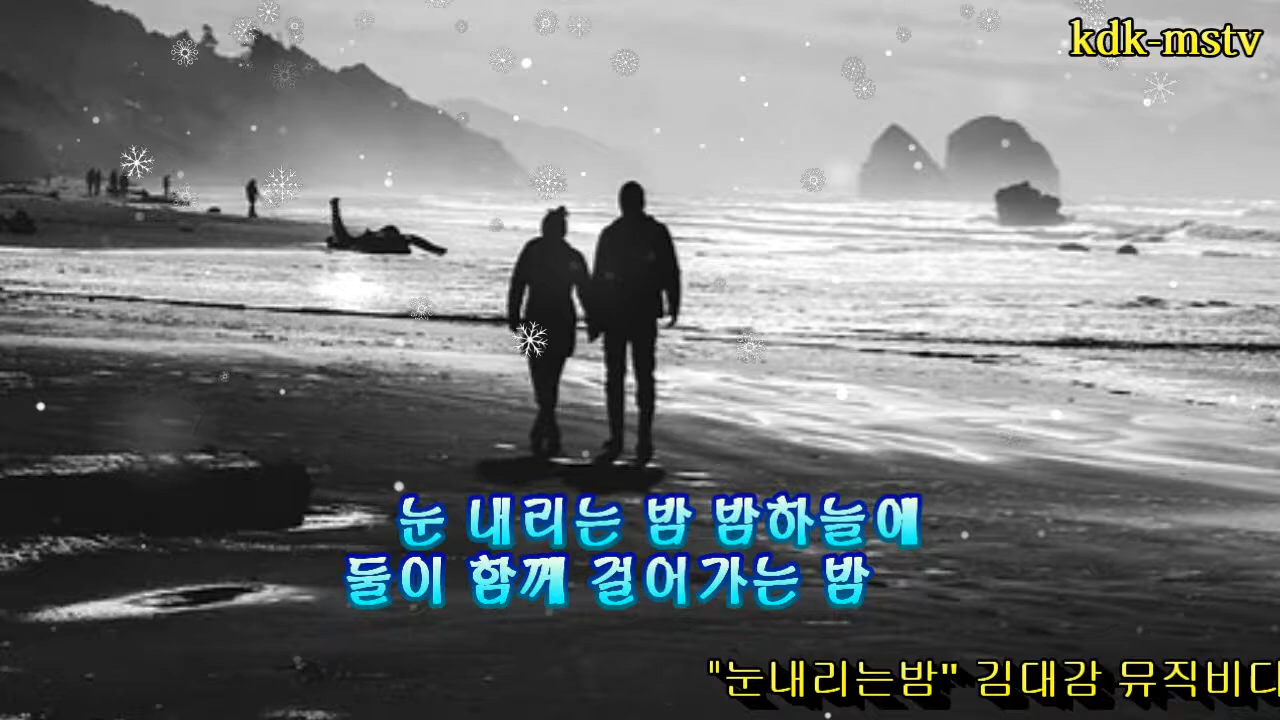 kdk-mstv
눈 내리는 밤 밤하늘에
둘이 함께 걸어가는 밤
"눈내리는밤" 김대감 뮤직비디